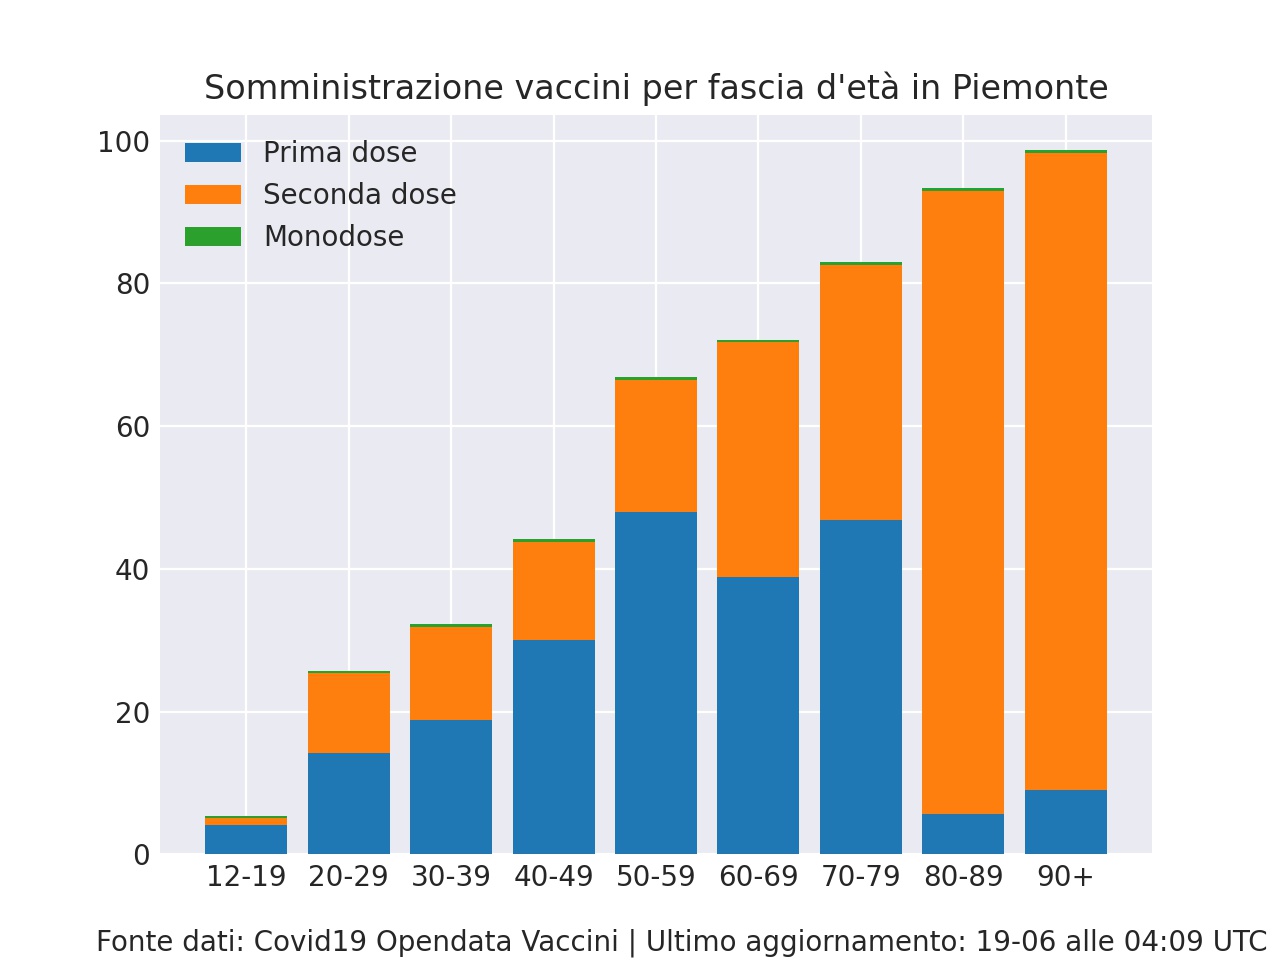 Somministrazione vaccini per fascia d'età in Piemonte
100
80
60
40
20
0
Prima dose
Seconda dose
Monodose
12-19 20-29 30-39 40-49 50-59 60-69 70-79 80-89 90+
Fonte dati: Covid19 Opendata Vaccini | Ultimo aggiornamento: 19-06 alle 04:09 UTC